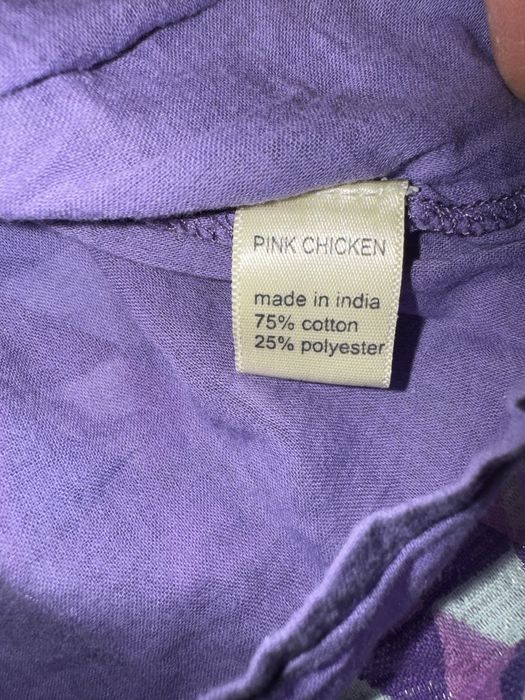 PINK CHICKEN
made in india
75% cotton
25% polyester